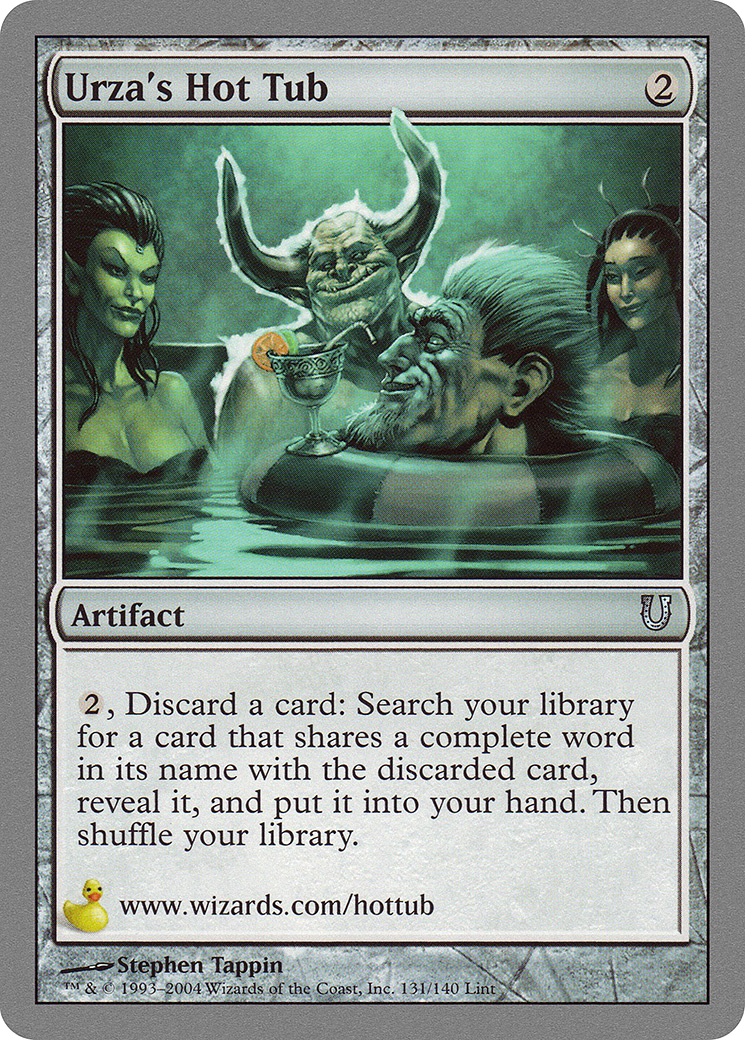 Urza's Hot Tub 2
Artifact
2, Discard a card: Search your library
for a card that shares a complete word
in its name with the discarded card,
reveal it, and put it into your hand. Then
shuffle your library.
www.wizards.com/hottub
Stephen Tappin
™ & © 1993–2004 Wizards of the Coast, Inc. 131/140 Lint